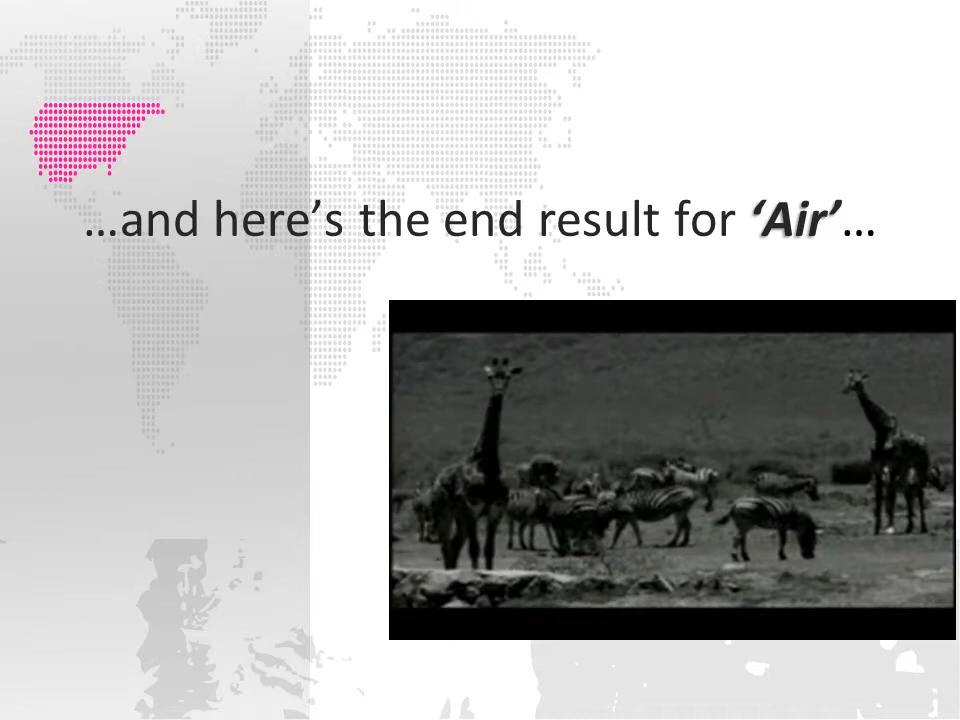 …and here’s the end result for ‘Air’…